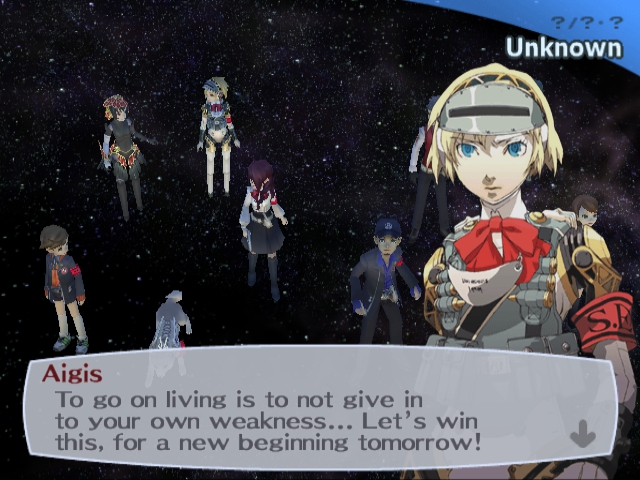 ?/?・?
Unknown
S.E
Aigis
To go on living is to not give in
to your own weakness... Let's win
this, for a new beginning tomorrow!